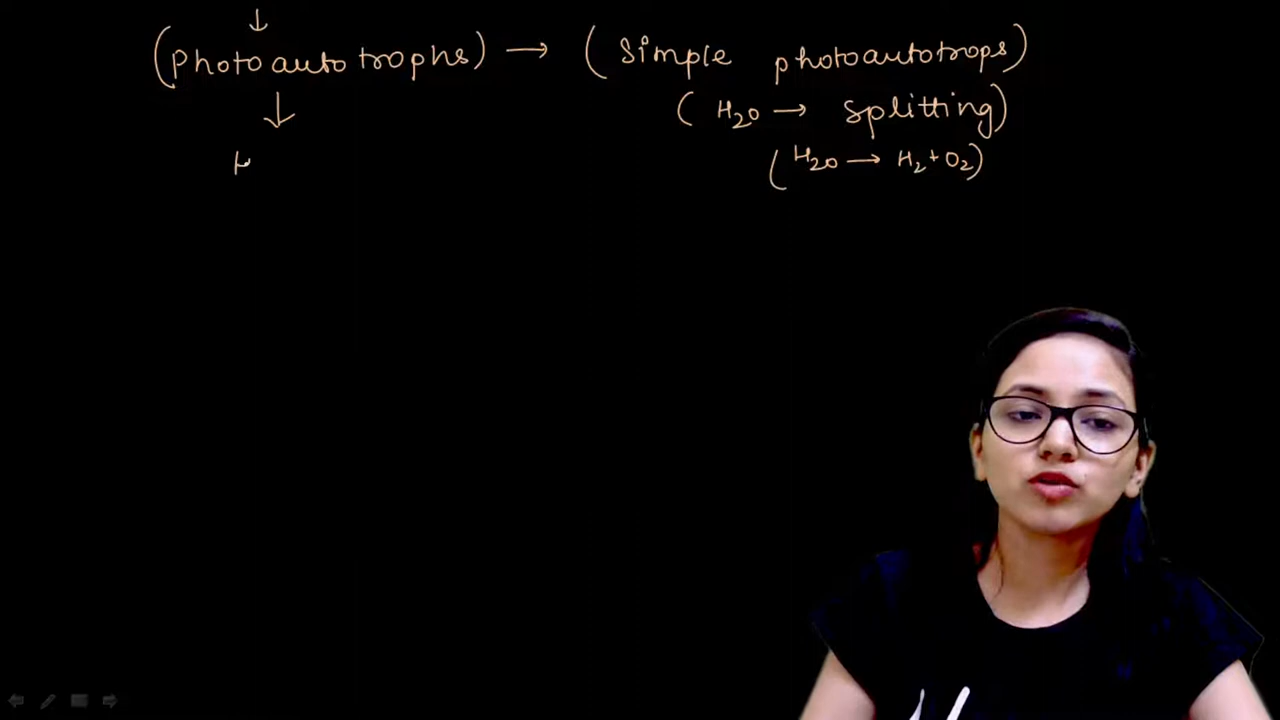 (Photoautotrophs) → (Simple photoautotrops)
(H2O → splitting)
(H2O → H2 + O2)
H